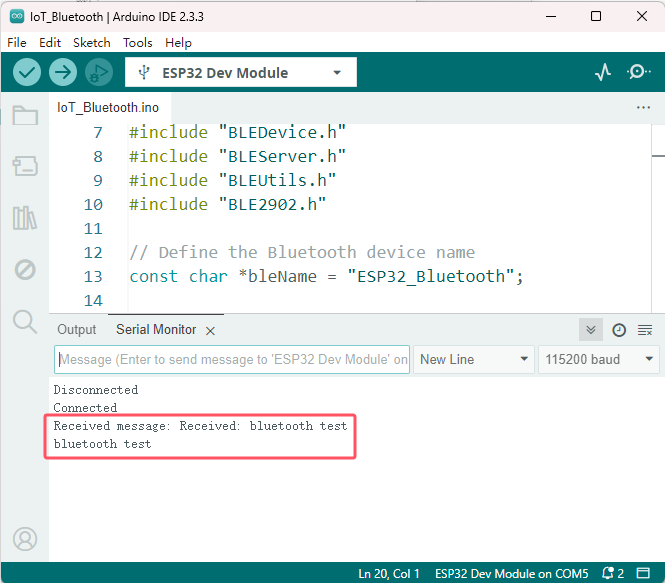 IoT_Bluetooth | Arduino IDE 2.3.3
File Edit Sketch Tools Help
ESP32 Dev Module
IoT_Bluetooth.ino
7 #include "BLEDevice.h"
8 #include "BLEServer.h"
9 #include "BLEUtils.h"
10 #include "BLE2902.h"
11
12 // Define the Bluetooth device name
13 const char *bleName = "ESP32_Bluetooth";
14
Output Serial Monitor
Message (Enter to send message to 'ESP32 Dev Module' on New Line 115200 baud
Disconnected
Connected
Received message: Received: bluetooth test
bluetooth test
Ln 20, Col 1 ESP32 Dev Module on COM5 2